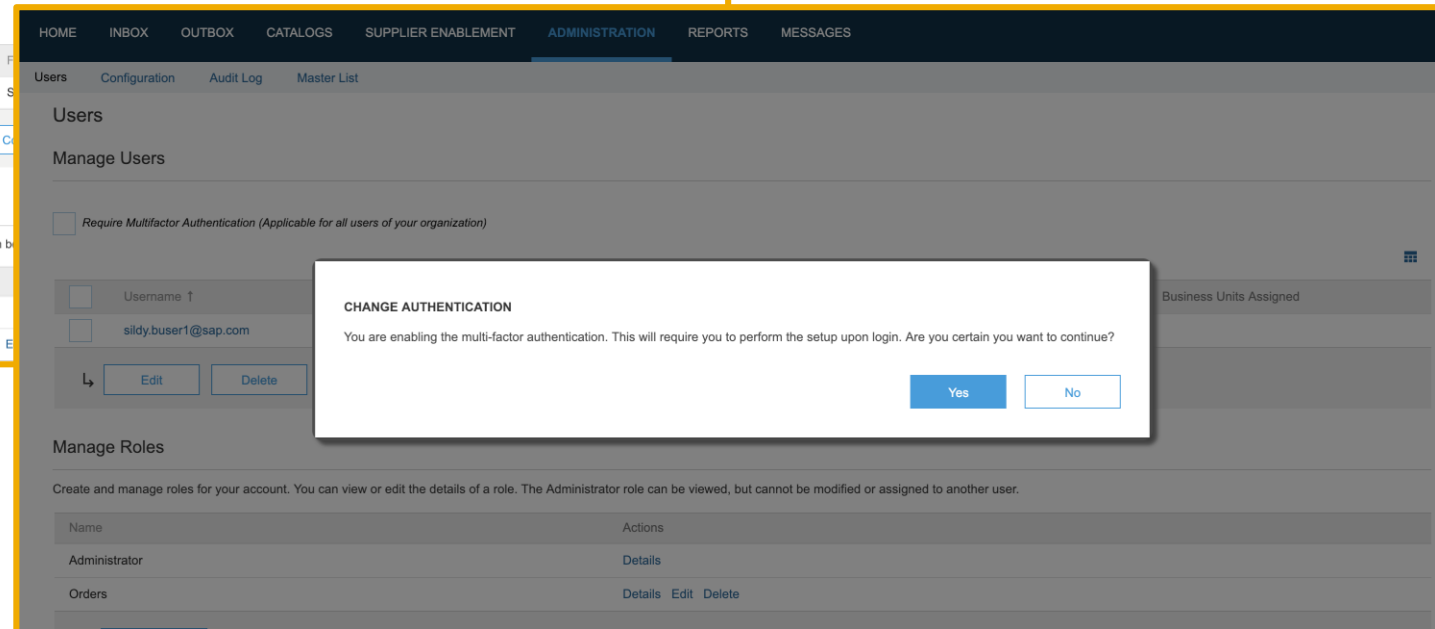 HOME INBOX OUTBOX CATALOGS SUPPLIER ENABLEMENT ADMINISTRATION REPORTS MESSAGES
Users Configuration Audit Log Master List
Users
Manage Users
Require Multifactor Authentication (Applicable for all users of your organization)
Username ↑ Business Units Assigned
sildy.buser1@sap.com
Edit Delete
CHANGE AUTHENTICATION
You are enabling the multi-factor authentication. This will require you to perform the setup upon login. Are you certain you want to continue?
Yes No
Manage Roles
Create and manage roles for your account. You can view or edit the details of a role. The Administrator role can be viewed, but cannot be modified or assigned to another user.
Name Actions
Administrator Details
Orders Details Edit Delete